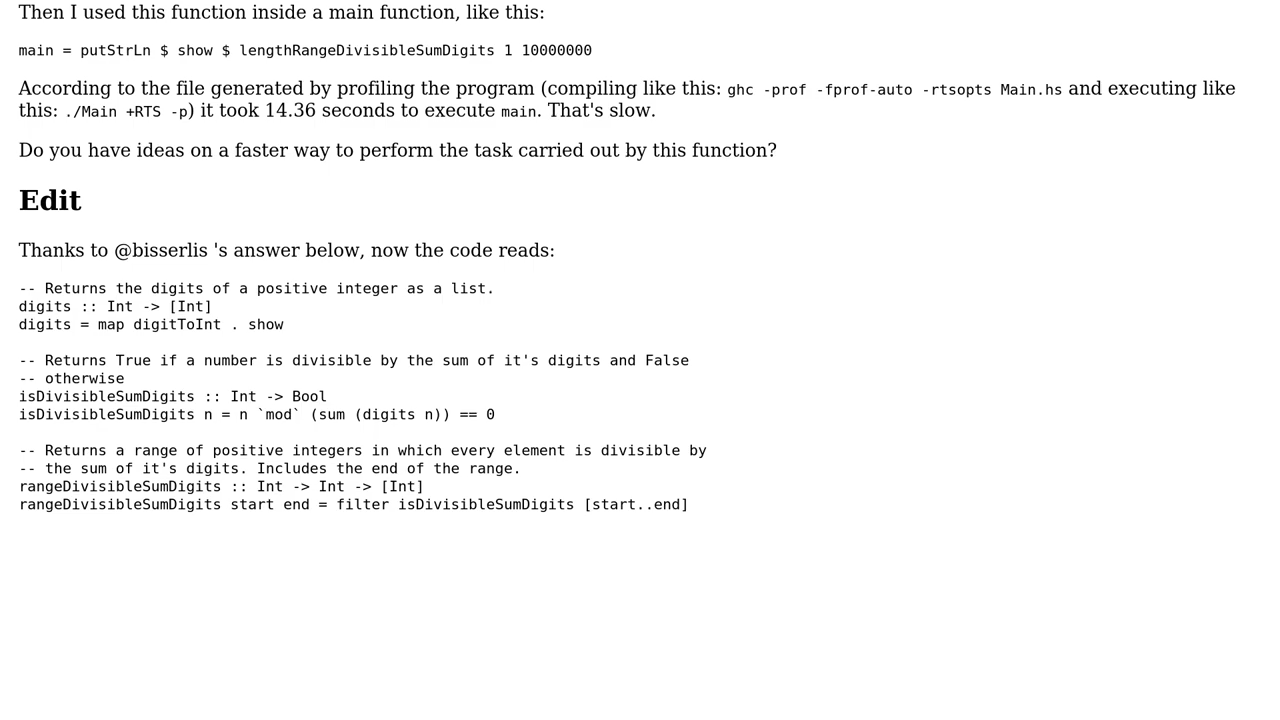 Then I used this function inside a main function, like this:
main = putStrLn $ show $ lengthRangeDivisibleSumDigits 1 10000000
According to the file generated by profiling the program (compiling like this: ghc -prof -fprof-auto -rtsopts Main.hs and executing like
this: ./Main +RTS -p) it took 14.36 seconds to execute main. That's slow.
Do you have ideas on a faster way to perform the task carried out by this function?
Edit
Thanks to @bisserlis 's answer below, now the code reads:
-- Returns the digits of a positive integer as a list.
digits :: Int -> [Int]
digits = map digitToInt . show
-- Returns True if a number is divisible by the sum of it's digits and False
-- otherwise
isDivisibleSumDigits :: Int -> Bool
isDivisibleSumDigits n = n `mod` (sum (digits n)) == 0
-- Returns a range of positive integers in which every element is divisible by
-- the sum of it's digits. Includes the end of the range.
rangeDivisibleSumDigits :: Int -> Int -> [Int]
rangeDivisibleSumDigits start end = filter isDivisibleSumDigits [start..end]